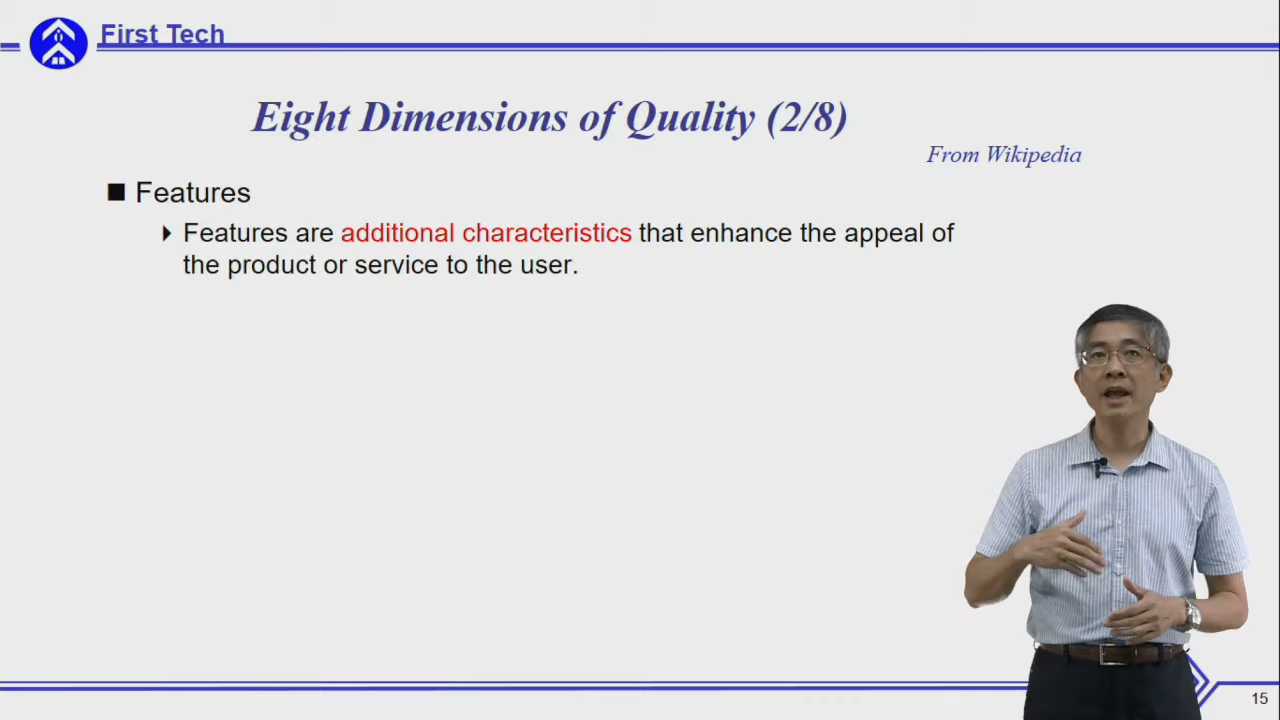 First Tech
Eight Dimensions of Quality (2/8)
From Wikipedia
Features
Features are additional characteristics that enhance the appeal of
the product or service to the user.
15